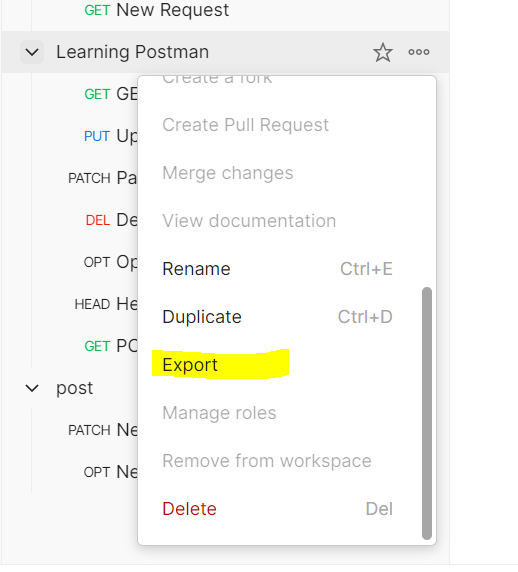 GET New Request
Learning Postman
GET GE
PUT Up
PATCH Pa
DEL De
OPT Op
HEAD He
GET PO
post
PATCH Ne
OPT Ne
Create a fork
Create Pull Request
Merge changes
View documentation
Rename Ctrl+E
Duplicate Ctrl+D
Export
Manage roles
Remove from workspace
Delete Del